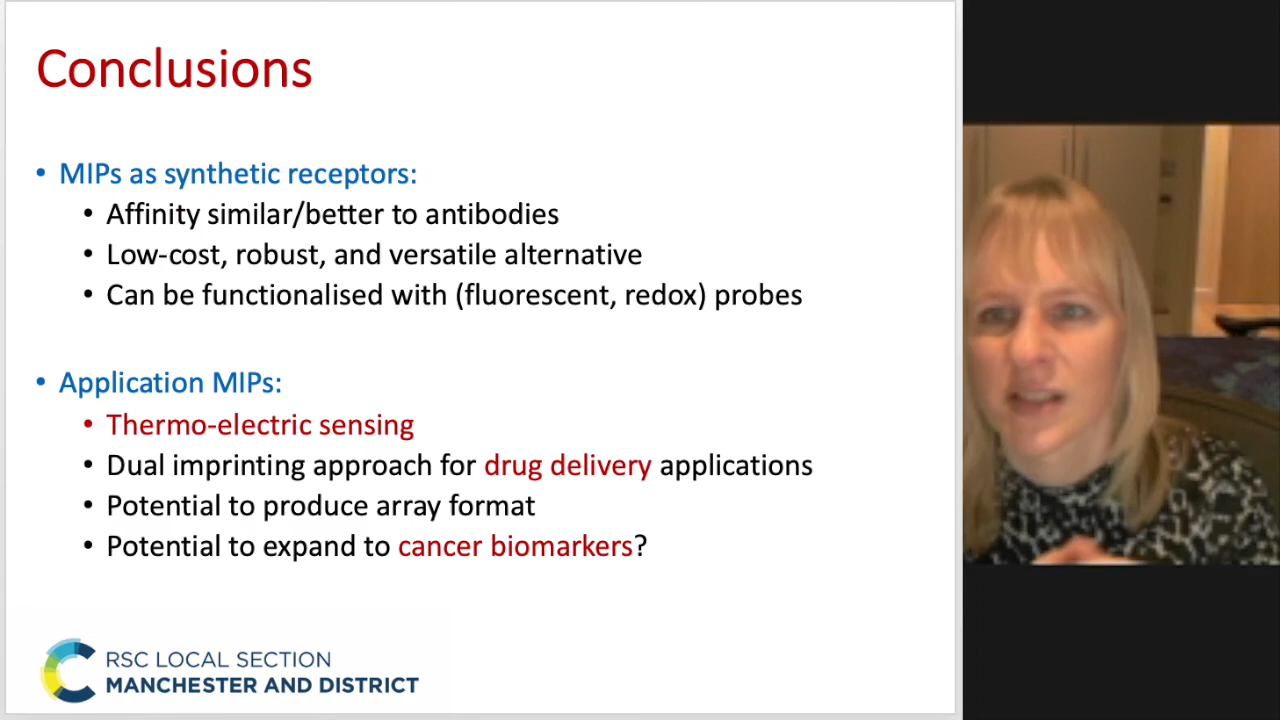 Conclusions
• MIPs as synthetic receptors:
• Affinity similar/better to antibodies
• Low-cost, robust, and versatile alternative
• Can be functionalised with (fluorescent, redox) probes
• Application MIPs:
• Thermo-electric sensing
• Dual imprinting approach for drug delivery applications
• Potential to produce array format
• Potential to expand to cancer biomarkers?
RSC LOCAL SECTION
MANCHESTER AND DISTRICT